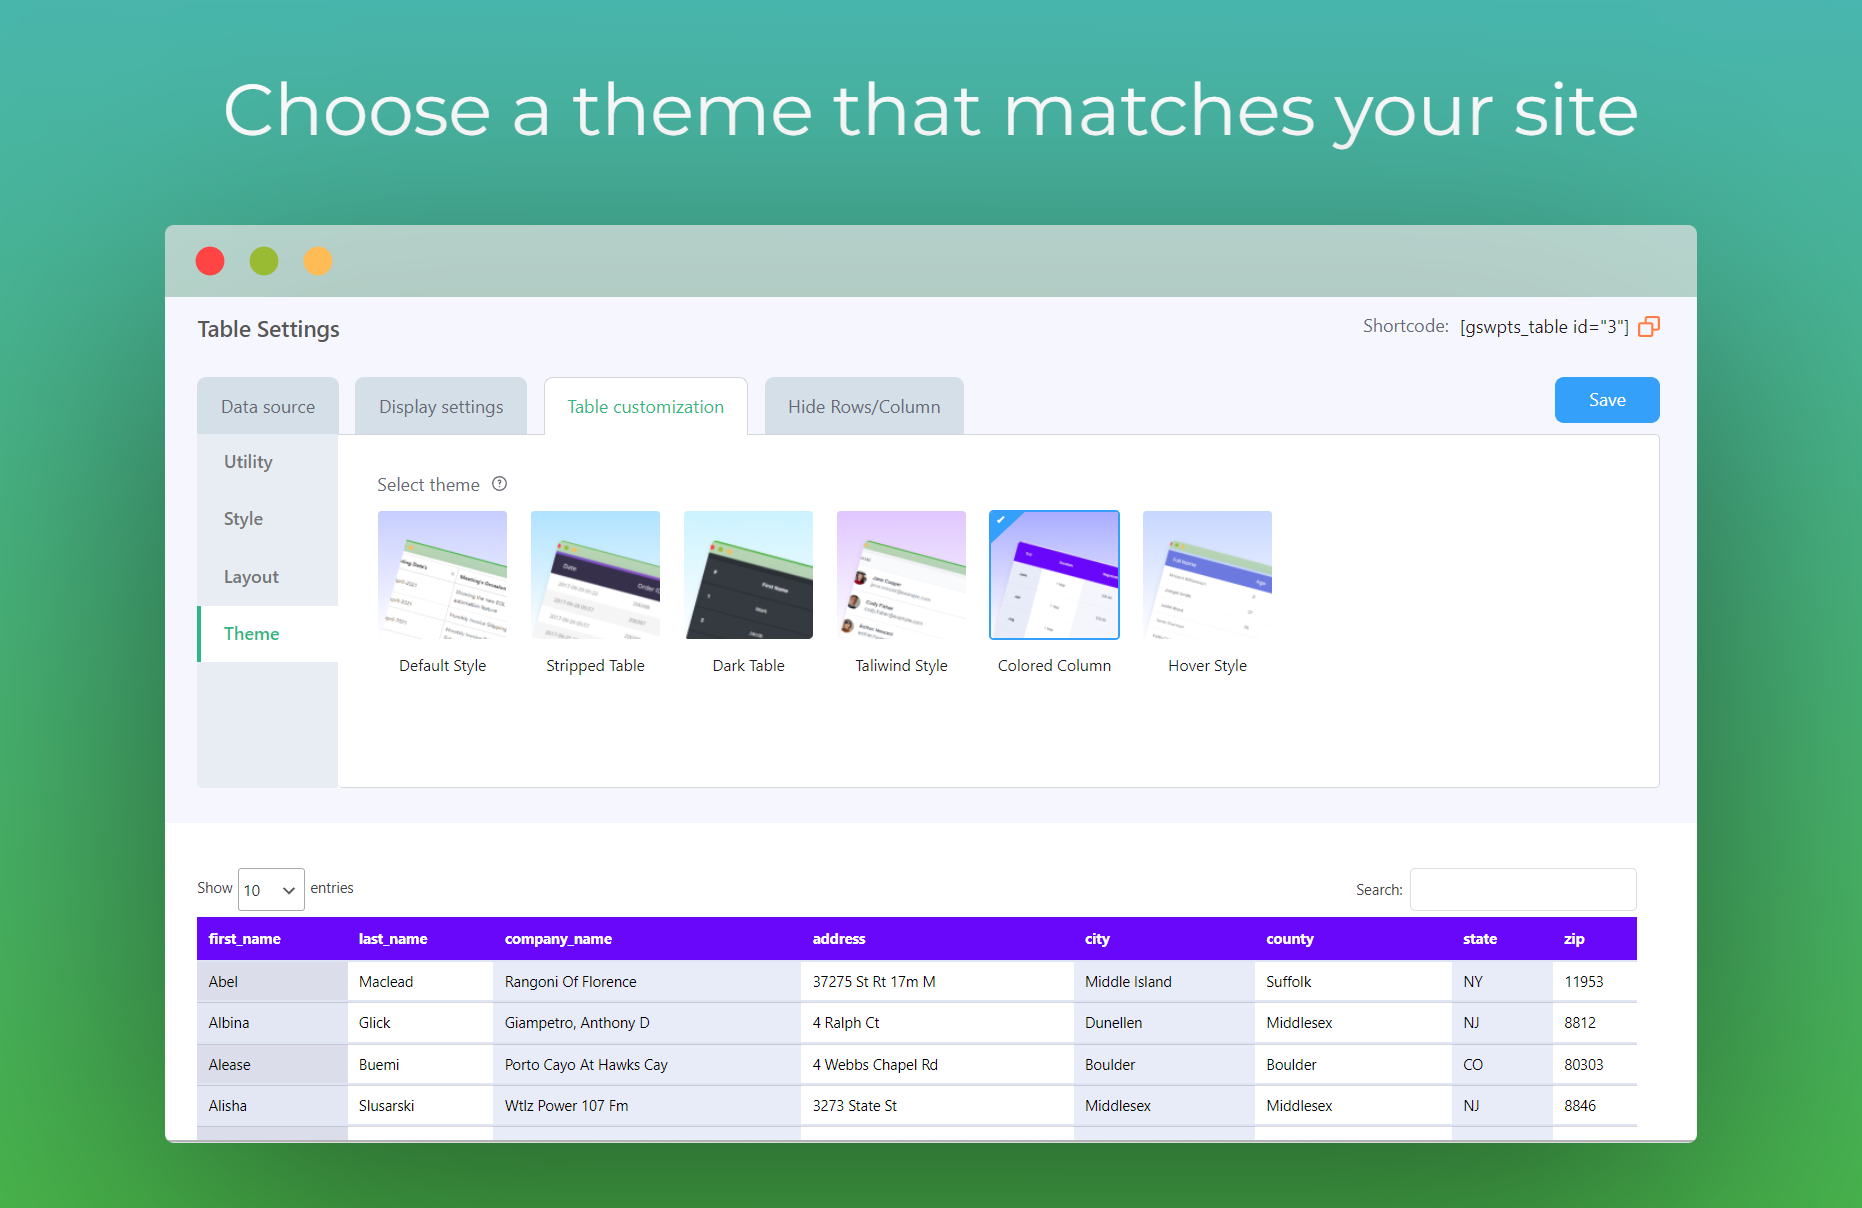 Choose a theme that matches your site
Table Settings
Shortcode: [gswpts_table id="3"]
Data source
Display settings
Table customization
Hide Rows/Column
Save
Utility
Style
Layout
Theme
Select theme
Default Style
Stripped Table
Dark Table
Taliwind Style
Colored Column
Hover Style
Show 10 entries
Search:
first_name last_name company_name address city county state zip
Abel Maclead Rangoni Of Florence 37275 St Rt 17m M Middle Island Suffolk NY 11953
Albina Glick Giampetro, Anthony D 4 Ralph Ct Dunellen Middlesex NJ 8812
Alease Buemi Porto Cayo At Hawks Cay 4 Webbs Chapel Rd Boulder Boulder CO 80303
Alisha Slusarski Wtlz Power 107 Fm 3273 State St Middlesex Middlesex NJ 8846